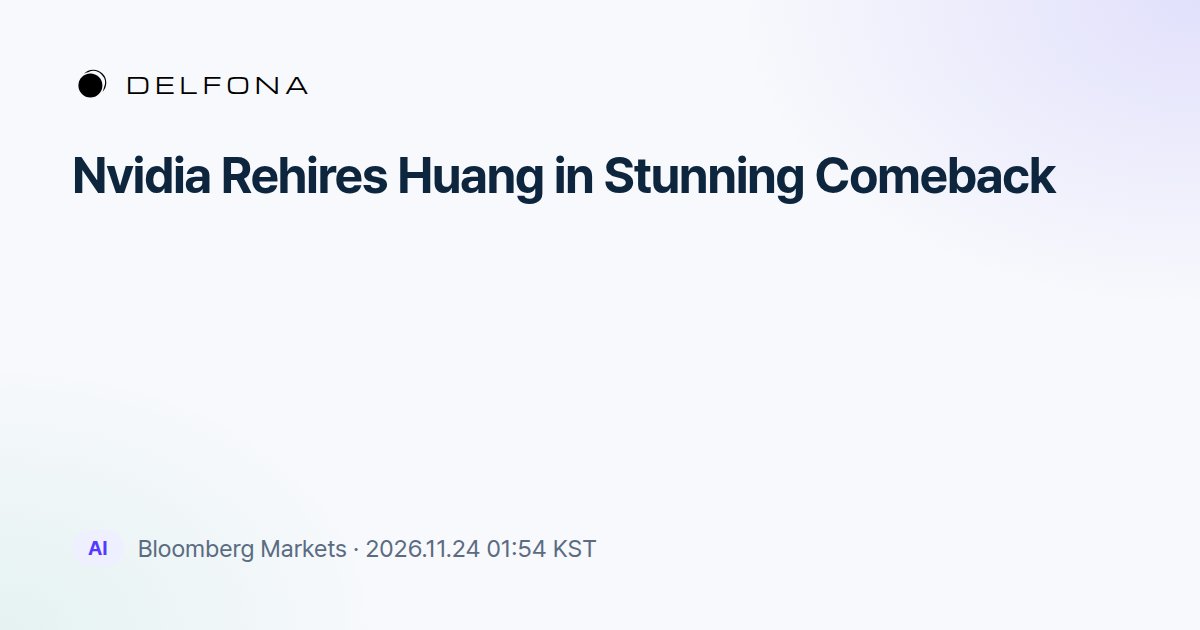 DELFONA
Nvidia Rehires Huang in Stunning Comeback
AI Bloomberg Markets · 2026.11.24 01:54 KST